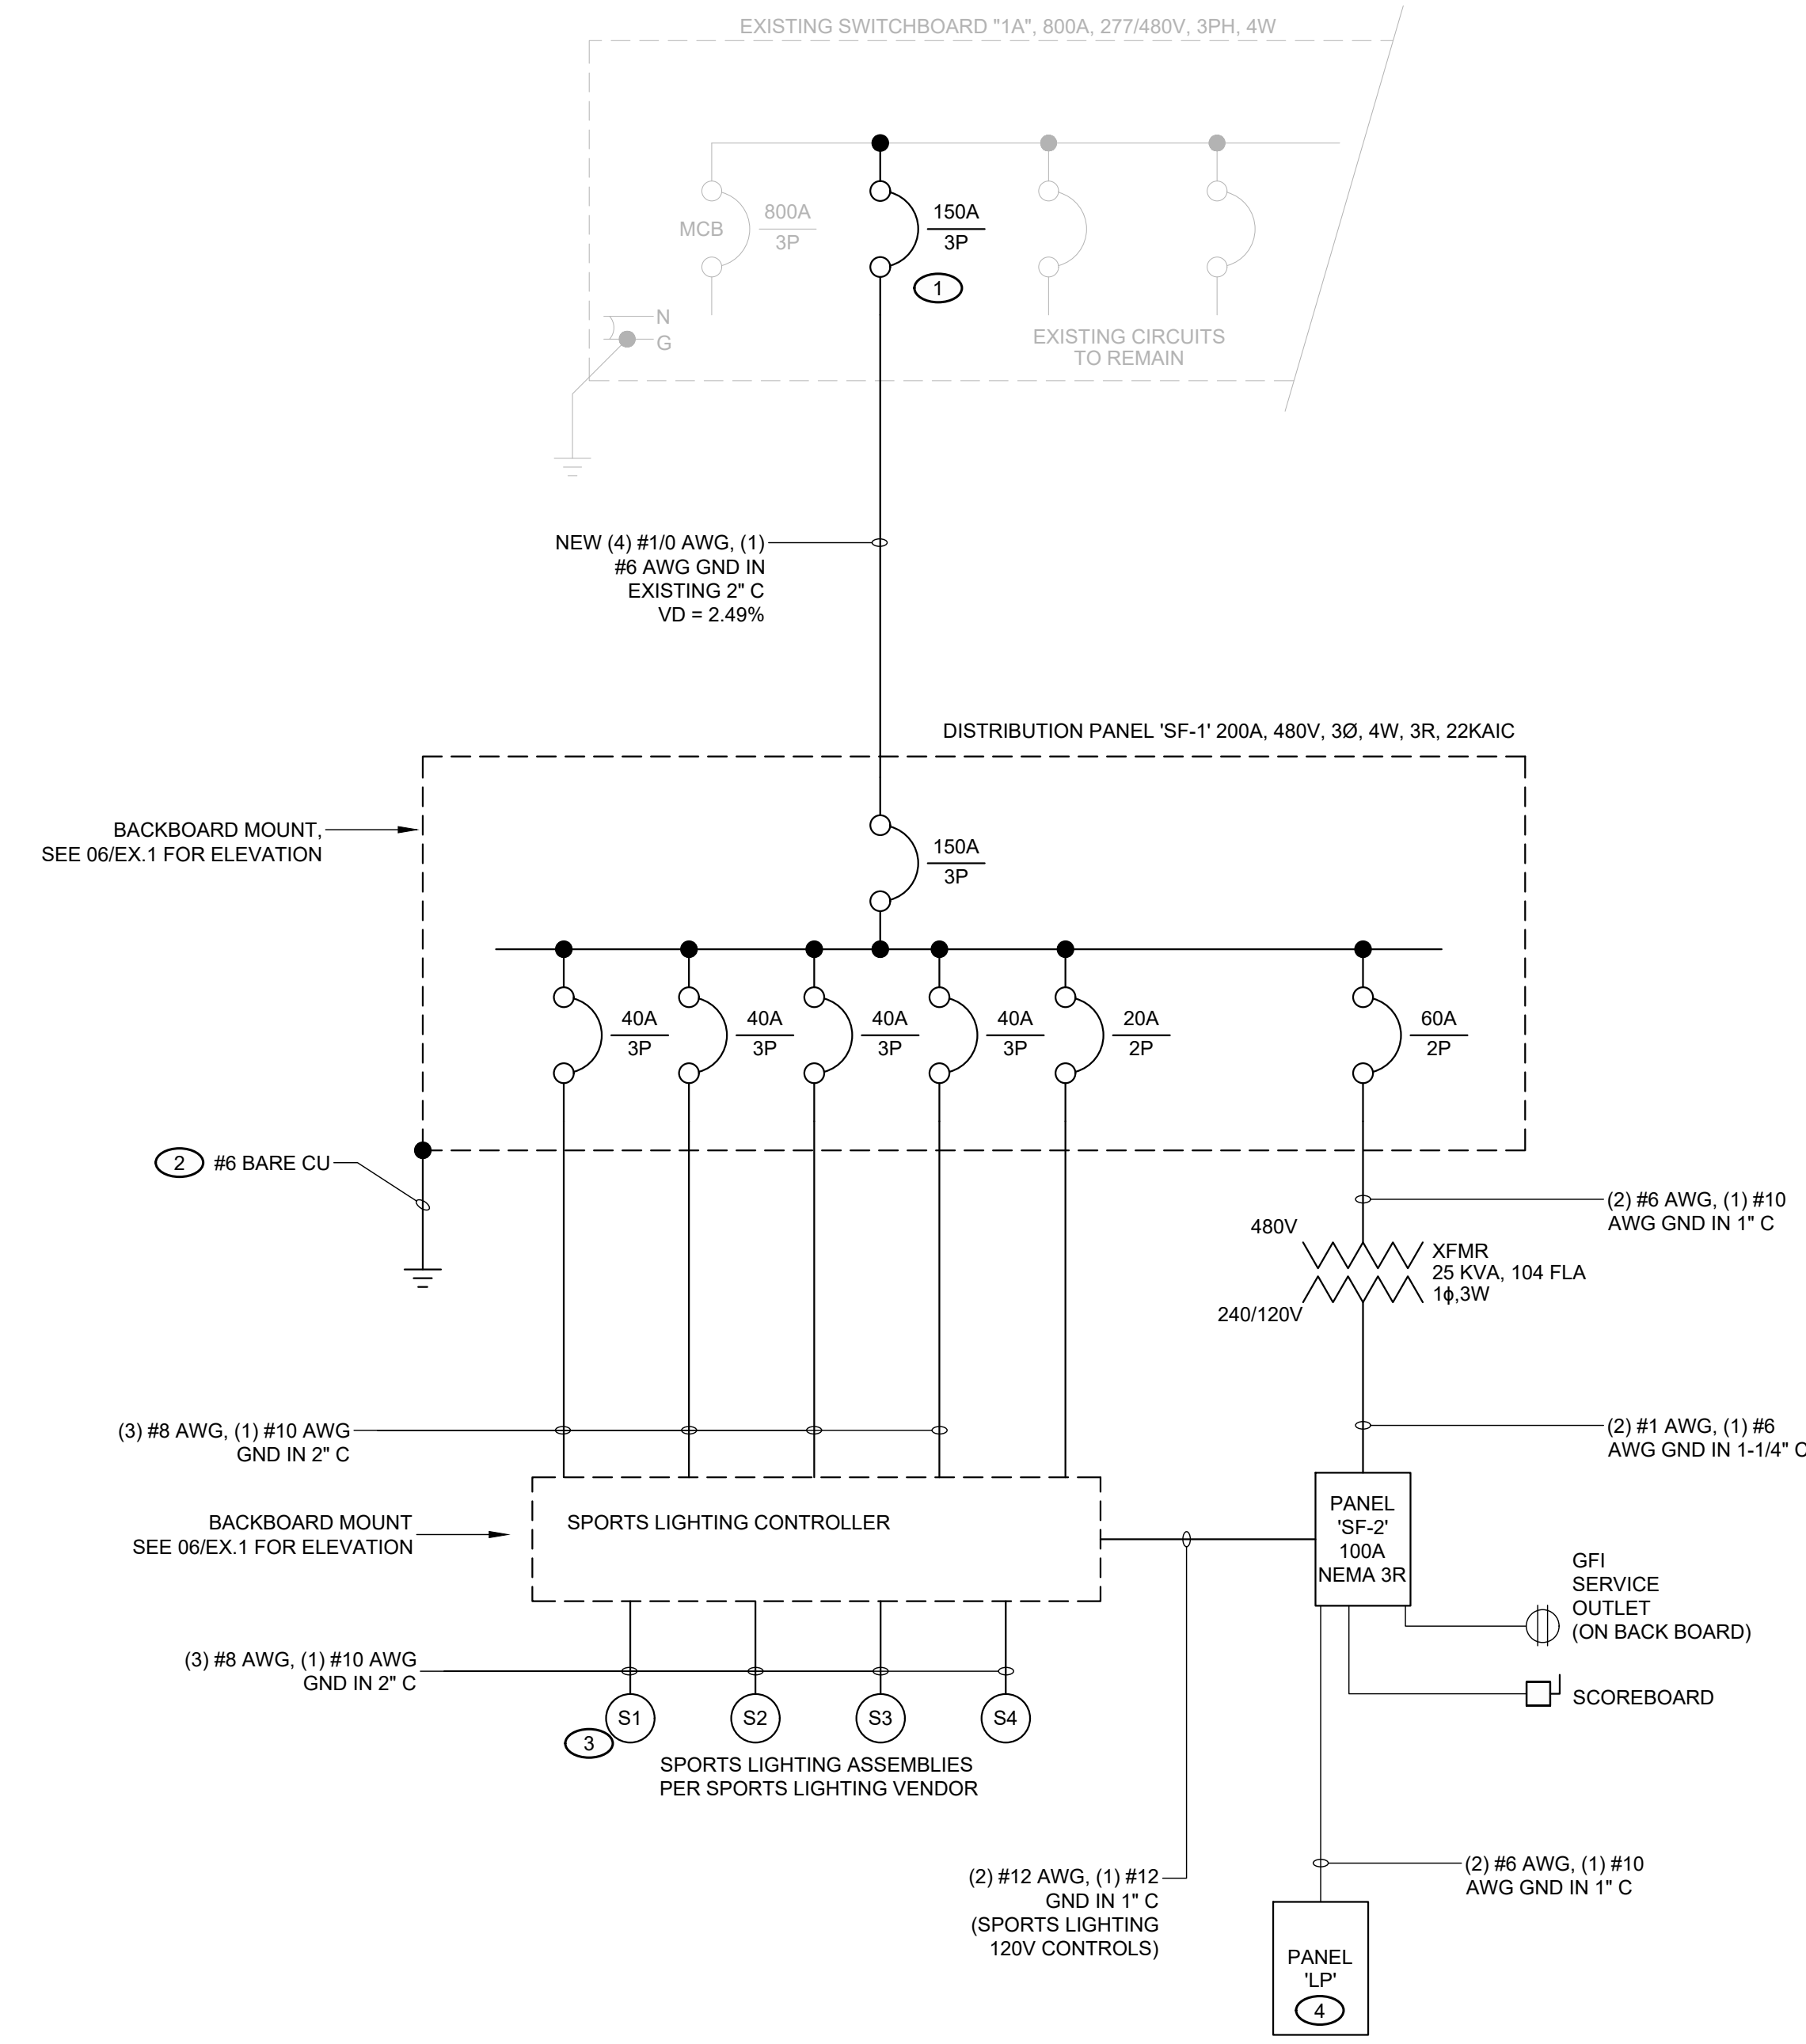 EXISTING SWITCHBOARD "1A", 800A, 277/480V, 3PH, 4W
MCB
800A
3P
150A
3P
1
N
G
EXISTING CIRCUITS
TO REMAIN
NEW (4) #1/0 AWG, (1)
#6 AWG GND IN
EXISTING 2" C
VD = 2.49%
DISTRIBUTION PANEL 'SF-1' 200A, 480V, 3Ø, 4W, 3R, 22KAIC
BACKBOARD MOUNT,
SEE 06/EX.1 FOR ELEVATION
150A
3P
40A
3P
40A
3P
40A
3P
40A
3P
20A
2P
60A
2P
2 #6 BARE CU
(2) #6 AWG, (1) #10
AWG GND IN 1" C
480V
XFMR
25 KVA, 104 FLA
1ϕ,3W
240/120V
(3) #8 AWG, (1) #10 AWG
GND IN 2" C
(2) #1 AWG, (1) #6
AWG GND IN 1-1/4" C
BACKBOARD MOUNT
SEE 06/EX.1 FOR ELEVATION
SPORTS LIGHTING CONTROLLER
PANEL
'SF-2'
100A
NEMA 3R
GFI
SERVICE
OUTLET
(ON BACK BOARD)
SCOREBOARD
(3) #8 AWG, (1) #10 AWG
GND IN 2" C
S1
S2
S3
S4
3
SPORTS LIGHTING ASSEMBLIES
PER SPORTS LIGHTING VENDOR
(2) #12 AWG, (1) #12
GND IN 1" C
(SPORTS LIGHTING
120V CONTROLS)
(2) #6 AWG, (1) #10
AWG GND IN 1" C
PANEL
'LP'
4